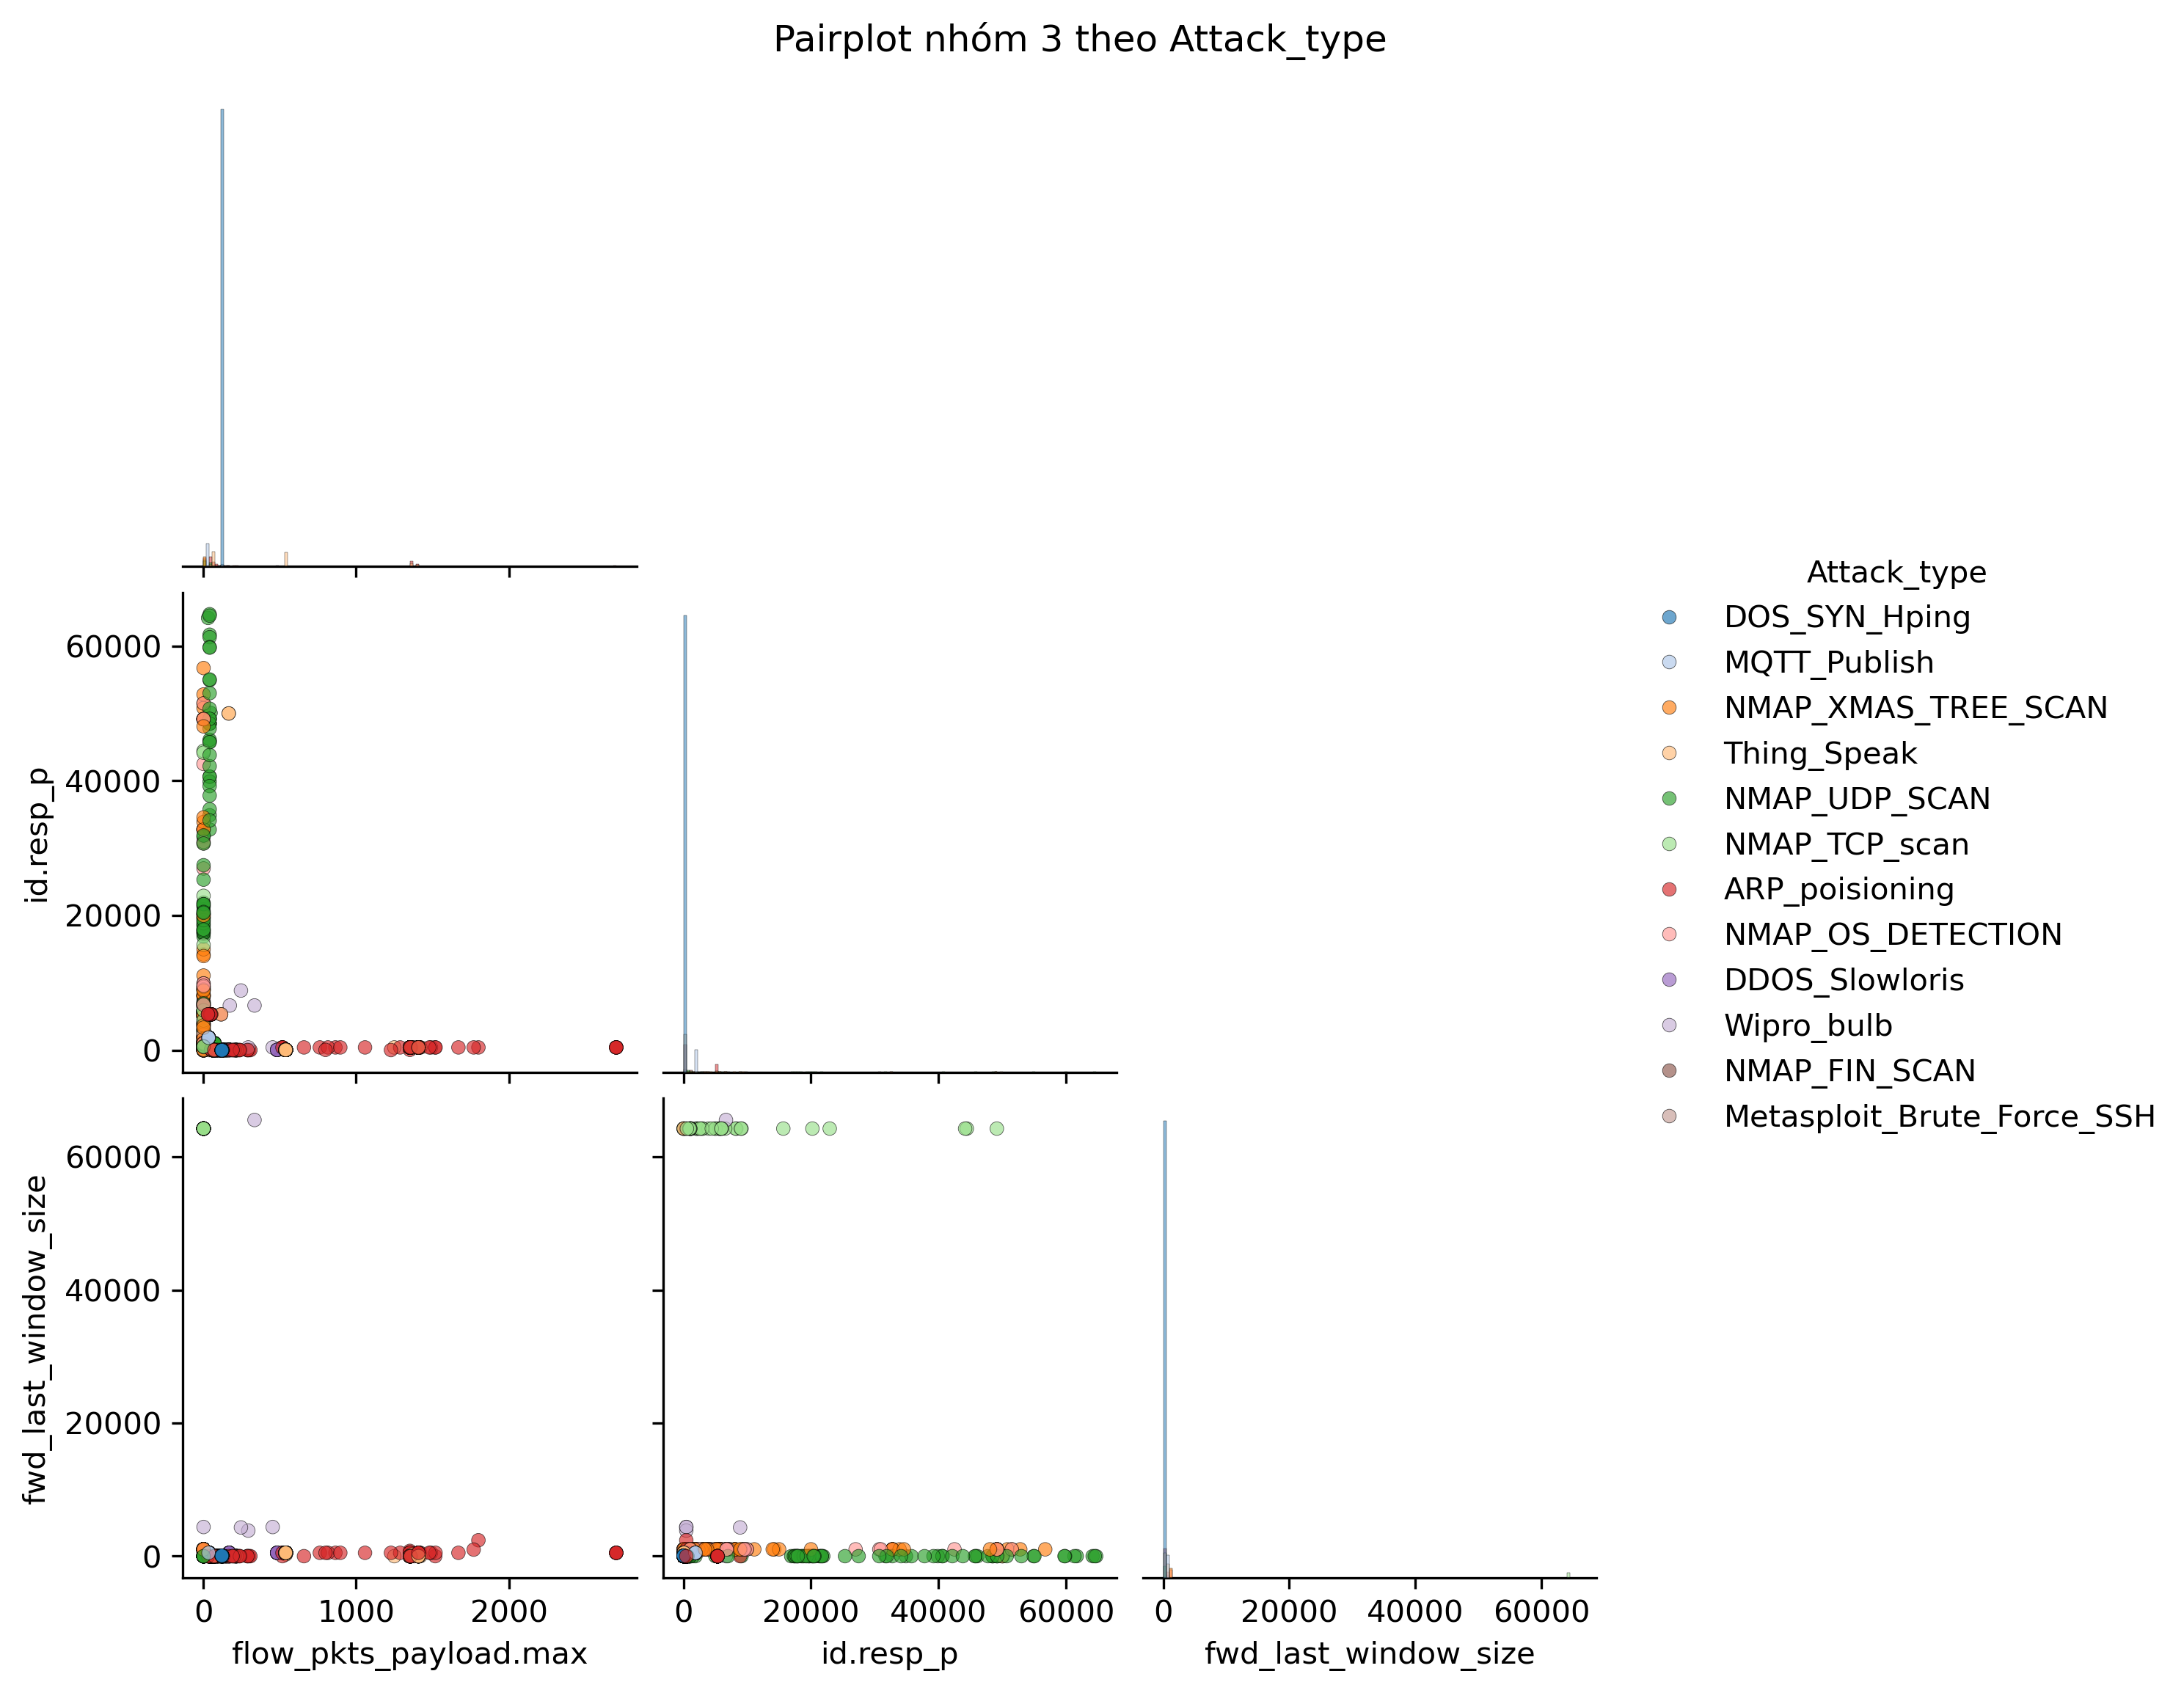 Pairplot nhóm 3 theo Attack_type
id.resp_p
60000
40000
20000
0
fwd_last_window_size
60000
40000
20000
0
0 1000 2000
flow_pkts_payload.max
0 20000 40000 60000
id.resp_p
0 20000 40000 60000
fwd_last_window_size
Attack_type
DOS_SYN_Hping
MQTT_Publish
NMAP_XMAS_TREE_SCAN
Thing_Speak
NMAP_UDP_SCAN
NMAP_TCP_scan
ARP_poisioning
NMAP_OS_DETECTION
DDOS_Slowloris
Wipro_bulb
NMAP_FIN_SCAN
Metasploit_Brute_Force_SSH